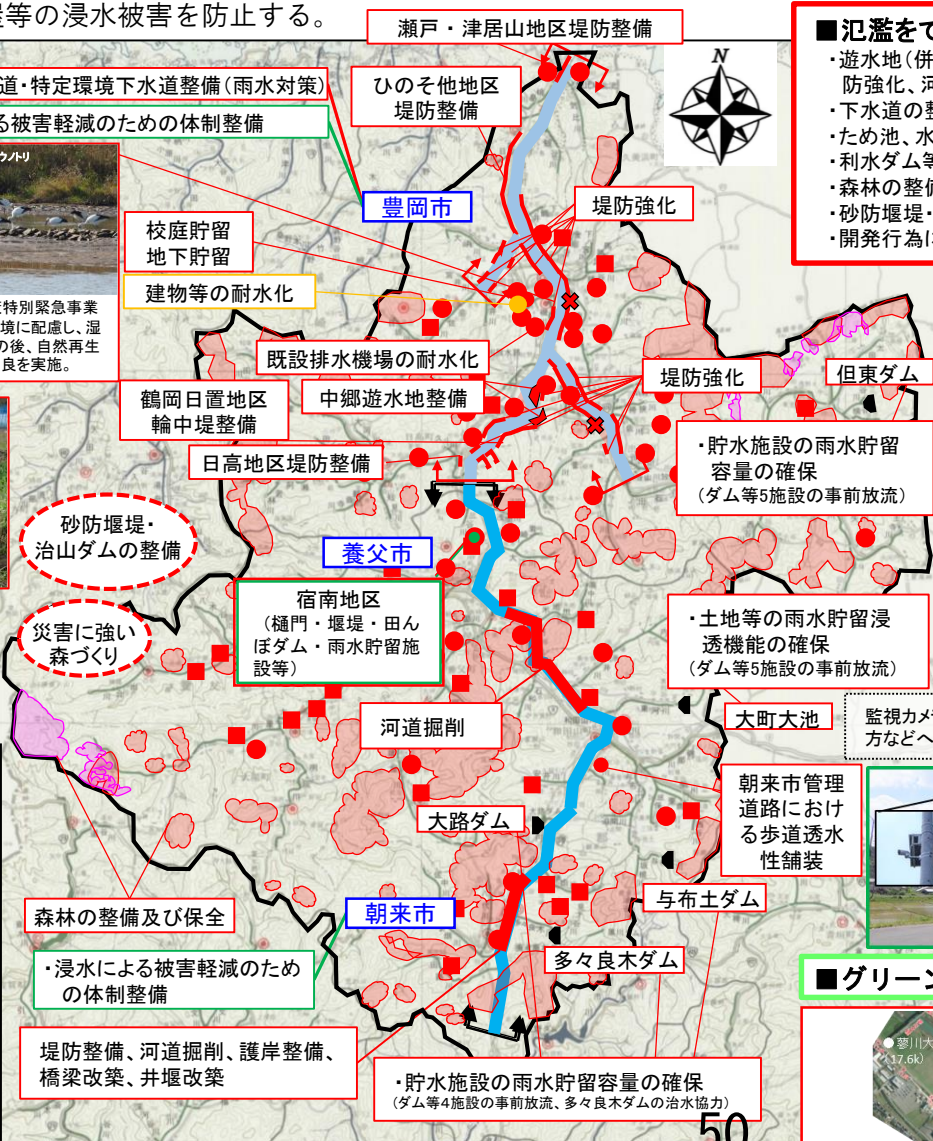 屋等の浸水被害を防止する。
瀬戸・津居山地区堤防整備
道・特定環境下水道整備（雨水対策）
る被害軽減のための体制整備
ひのそ他地区
堤防整備
N
■氾濫をで
・遊水地（併
防強化、河
・下水道の整
・ため池、水
・利水ダム等
・森林の整備
・砂防堰堤・
・開発行為に
ウノトリ
豊岡市
堤防強化
校庭貯留
地下貯留
建物等の耐水化
特別緊急事業
境に配慮し、湿
の後、自然再生
良を実施。
既設排水機場の耐水化
堤防強化
但東ダム
中郷遊水地整備
鶴岡日置地区
輪中堤整備
日高地区堤防整備
・貯水施設の雨水貯留
容量の確保
（ダム等5施設の事前放流）
砂防堰堤・
治山ダムの整備
養父市
宿南地区
（樋門・堰堤・田ん
ぼダム・雨水貯留施
設等）
災害に強い
森づくり
・土地等の雨水貯留浸
透機能の確保
（ダム等5施設の事前放流）
河道掘削
大町大池
監視カメ
方などへ
朝来市管理
道路におけ
る歩道透水
性舗装
大路ダム
与布土ダム
森林の整備及び保全
朝来市
多々良木ダム
・浸水による被害軽減のため
の体制整備
■グリーン
堤防整備、河道掘削、護岸整備、
橋梁改築、井堰改築
・貯水施設の雨水貯留容量の確保
（ダム等4施設の事前放流、多々良木ダムの治水協力）
蓼川大
(17.6k)
50